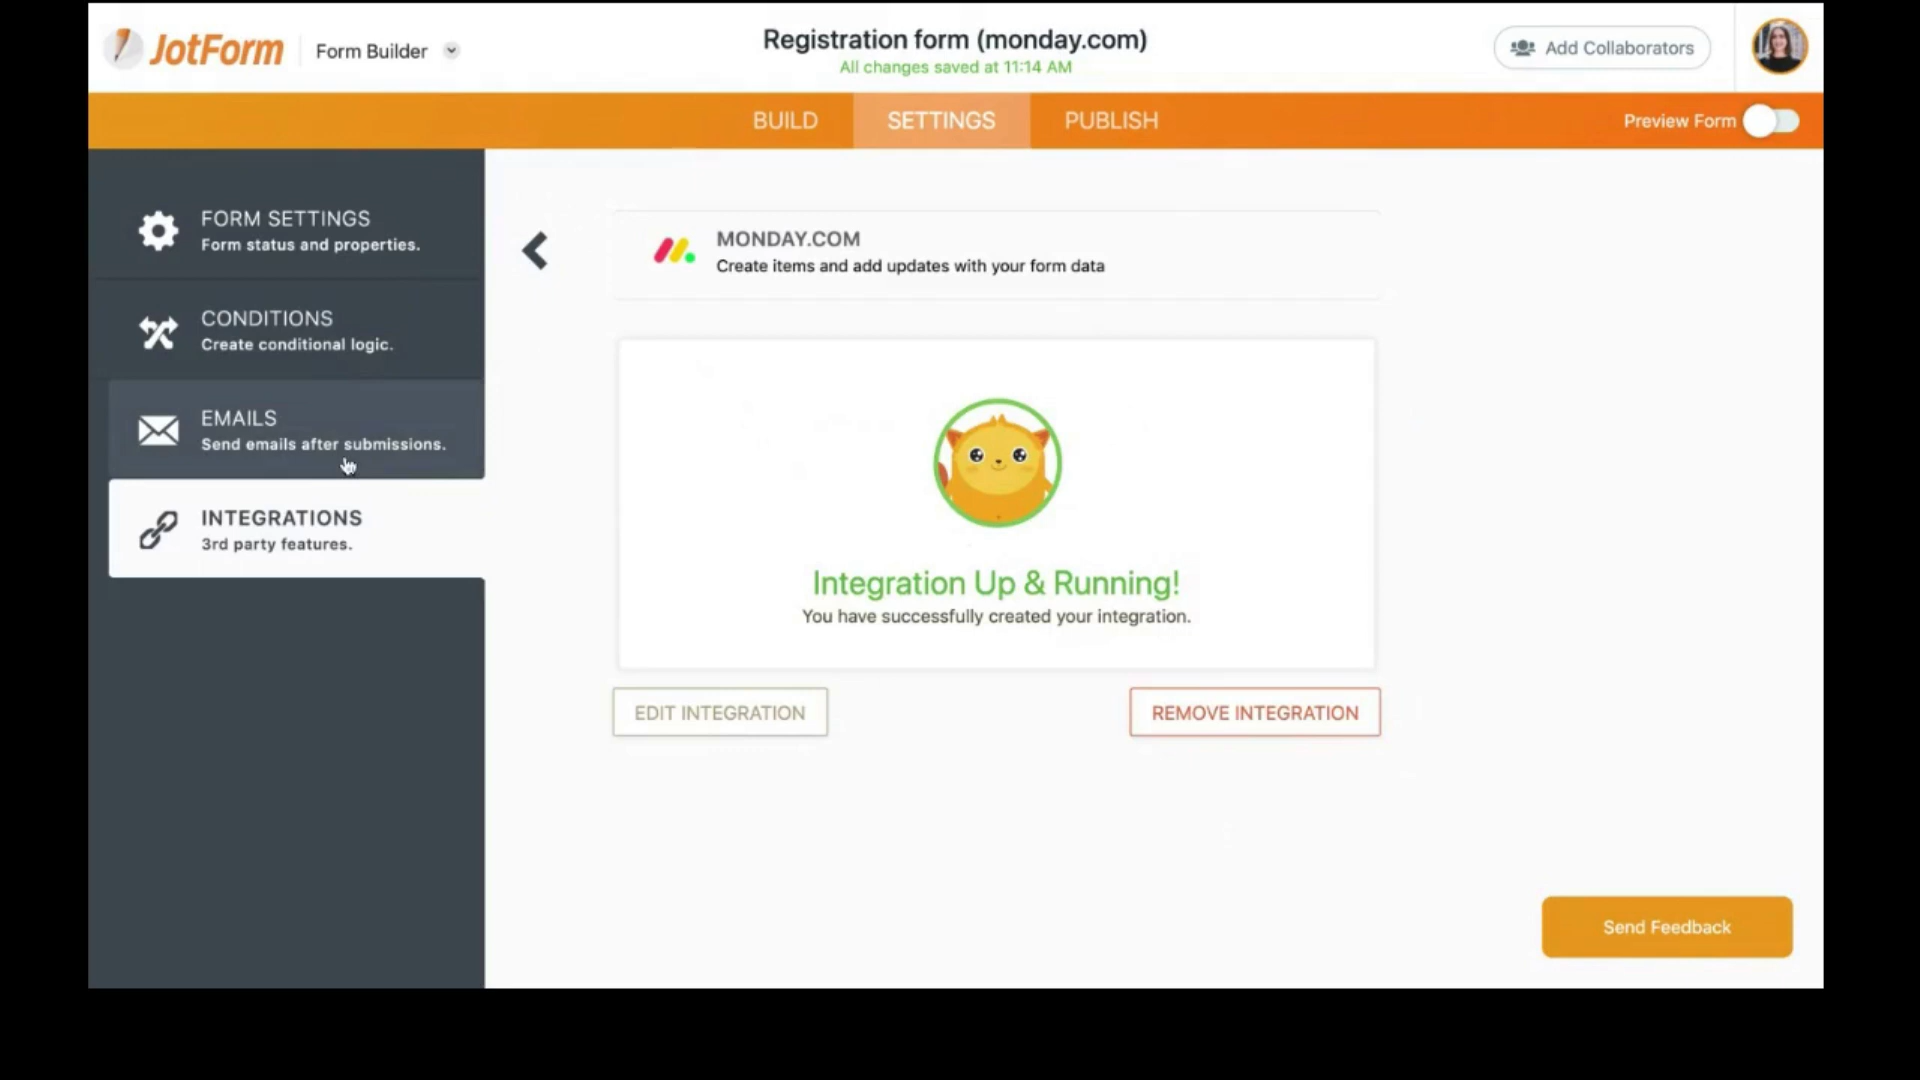 JotForm
Form Builder
Registration form (monday.com)
All changes saved at 11:14 AM
Add Collaborators
BUILD
SETTINGS
PUBLISH
Preview Form
FORM SETTINGS
Form status and properties.
CONDITIONS
Create conditional logic.
EMAILS
Send emails after submissions.
INTEGRATIONS
3rd party features.
MONDAY.COM
Create items and add updates with your form data
Integration Up & Running!
You have successfully created your integration.
EDIT INTEGRATION
REMOVE INTEGRATION
Send Feedback